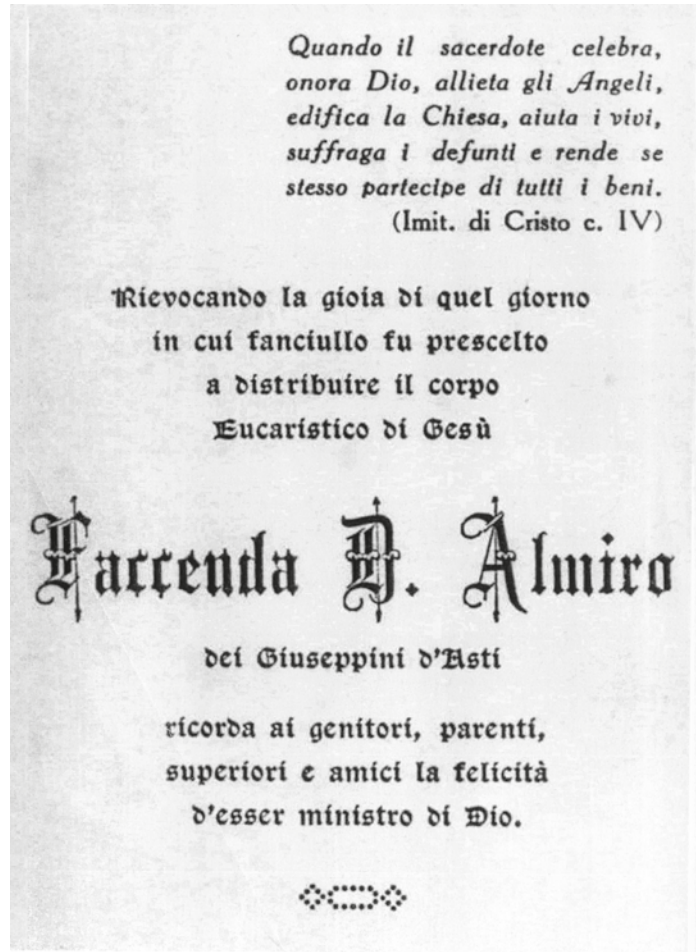 Quando il sacerdote celebra,
onora Dio, allieta gli Angeli,
edifica la Chiesa, aiuta i vivi,
suffraga i defunti e rende se
stesso partecipe di tutti i beni.
(Imit. di Cristo c. IV)
Rievocando la gioia di quel giorno
in cui fanciullo fu prescelto
a distribuire il corpo
Eucaristico di Gesù
Faccenda D. Almiro
dei Giuseppini d'Asti
ricorda ai genitori, parenti,
superiori e amici la felicità
d'esser ministro di Dio.